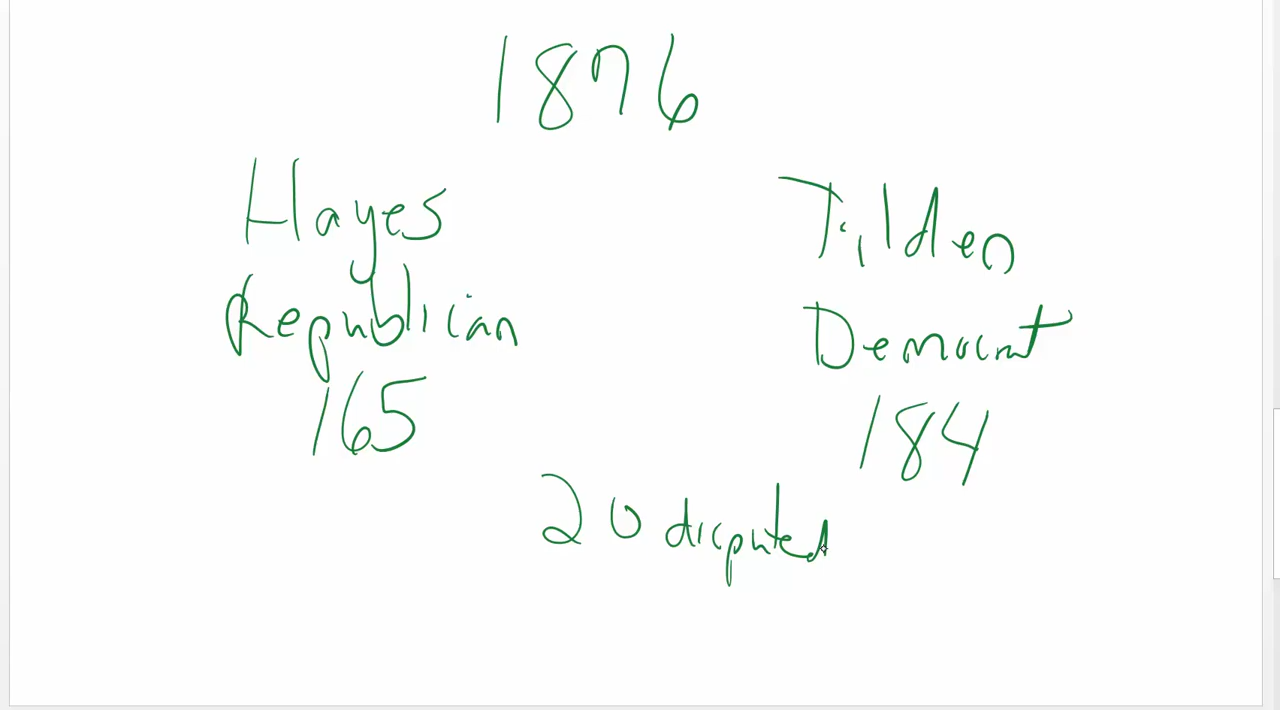 1876
Hayes
Tilden
Republican
Democrat
165
184
20 disputed